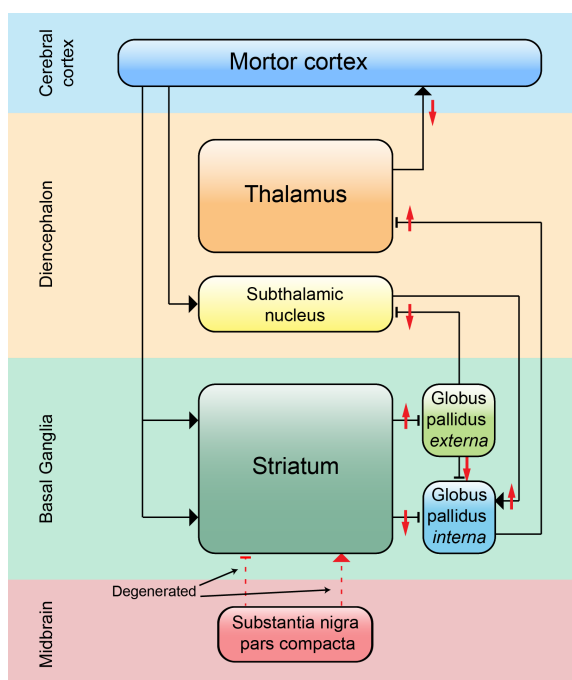 Cerebral
cortex
Mortor cortex
Diencephalon
Thalamus
Subthalamic
nucleus
Basal Ganglia
Striatum
Globus
pallidus
externa
Globus
pallidus
interna
Degenerated
Midbrain
Substantia nigra
pars compacta